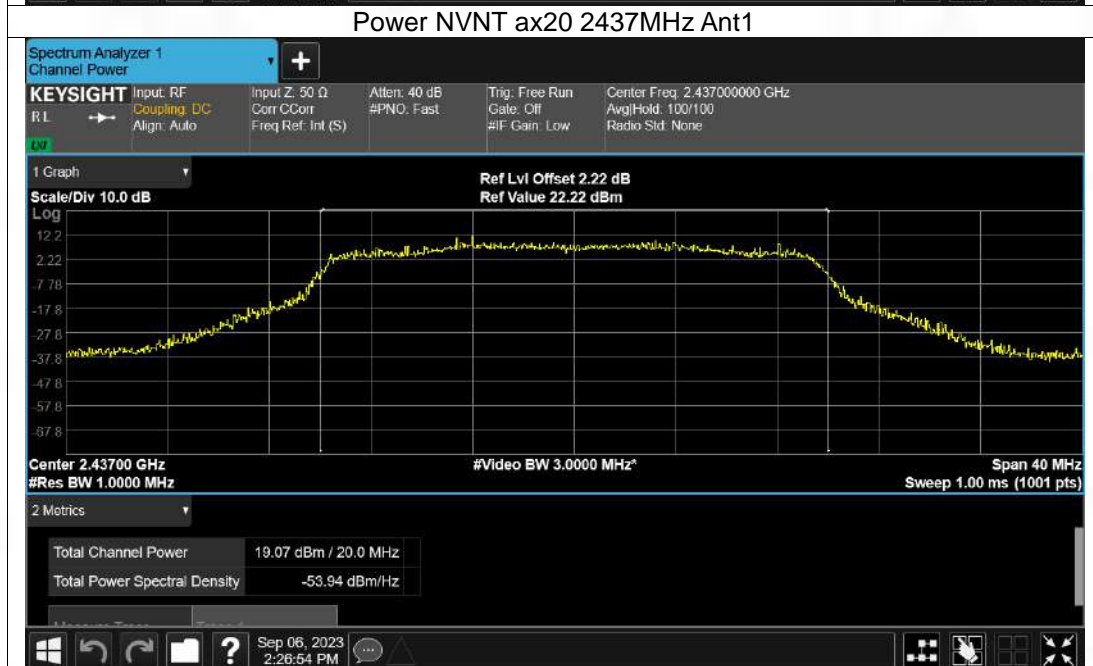 Power NVNT ax20 2437MHz Ant1
Spectrum Analyzer 1
Channel Power
KEYSIGHT
R L
LXI
Input: RF
Coupling: DC
Align: Auto
Input Z: 50 Ω
Corr CCorr
Freq Ref: Int (S)
Atten: 40 dB
#PNO: Fast
Trig: Free Run
Gate: Off
#IF Gain: Low
Center Freq: 2.437000000 GHz
Avg|Hold: 100/100
Radio Std: None
1 Graph
Scale/Div 10.0 dB
Ref Lvl Offset 2.22 dB
Ref Value 22.22 dBm
Log
12.2
2.22
-7.78
-17.8
-27.8
-37.8
-47.8
-57.8
-67.8
Center 2.43700 GHz
#Res BW 1.0000 MHz
#Video BW 3.0000 MHz*
Span 40 MHz
Sweep 1.00 ms (1001 pts)
2 Metrics
Total Channel Power 19.07 dBm / 20.0 MHz
Total Power Spectral Density -53.94 dBm/Hz
?
Sep 06, 2023
2:26:54 PM